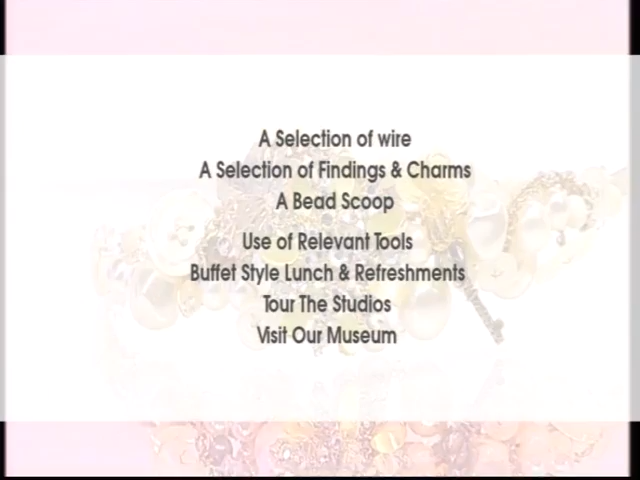 A Selection of wire
A Selection of Findings & Charms
A Bead Scoop
Use of Relevant Tools
Buffet Style Lunch & Refreshments
Tour The Studios
Visit Our Museum